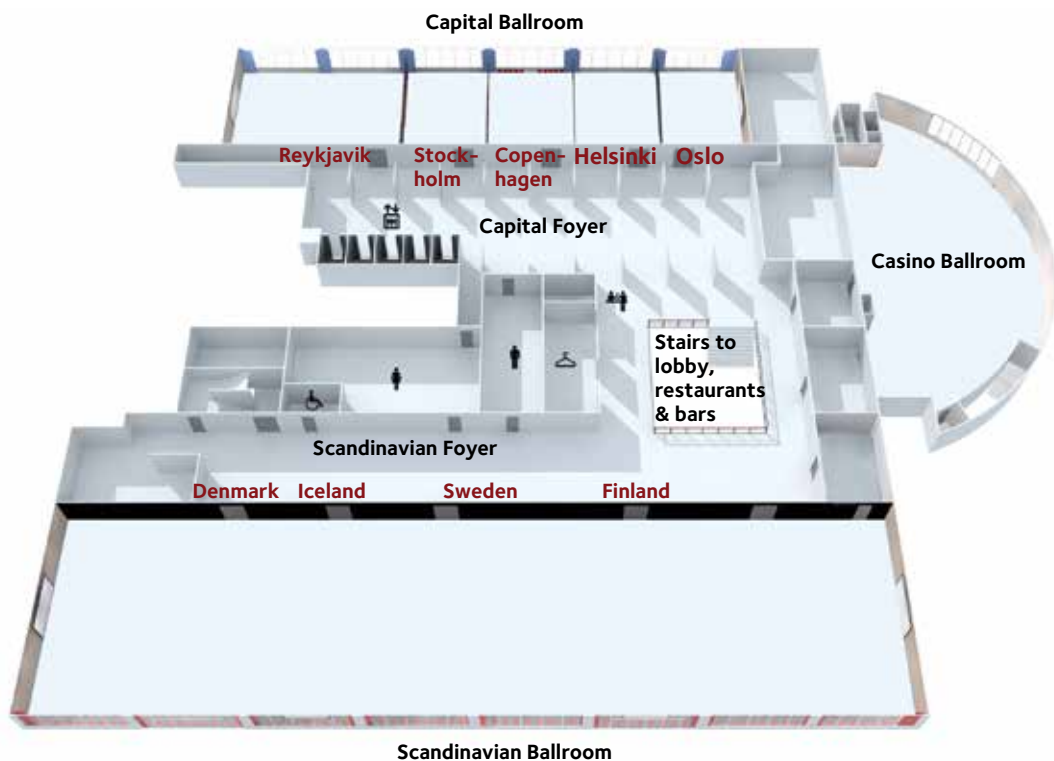 Capital Ballroom
Reykjavik
Stock-
holm
Copen-
hagen
Helsinki
Oslo
Capital Foyer
Casino Ballroom
Stairs to
lobby,
restaurants
& bars
Scandinavian Foyer
Denmark
Iceland
Sweden
Finland
Scandinavian Ballroom